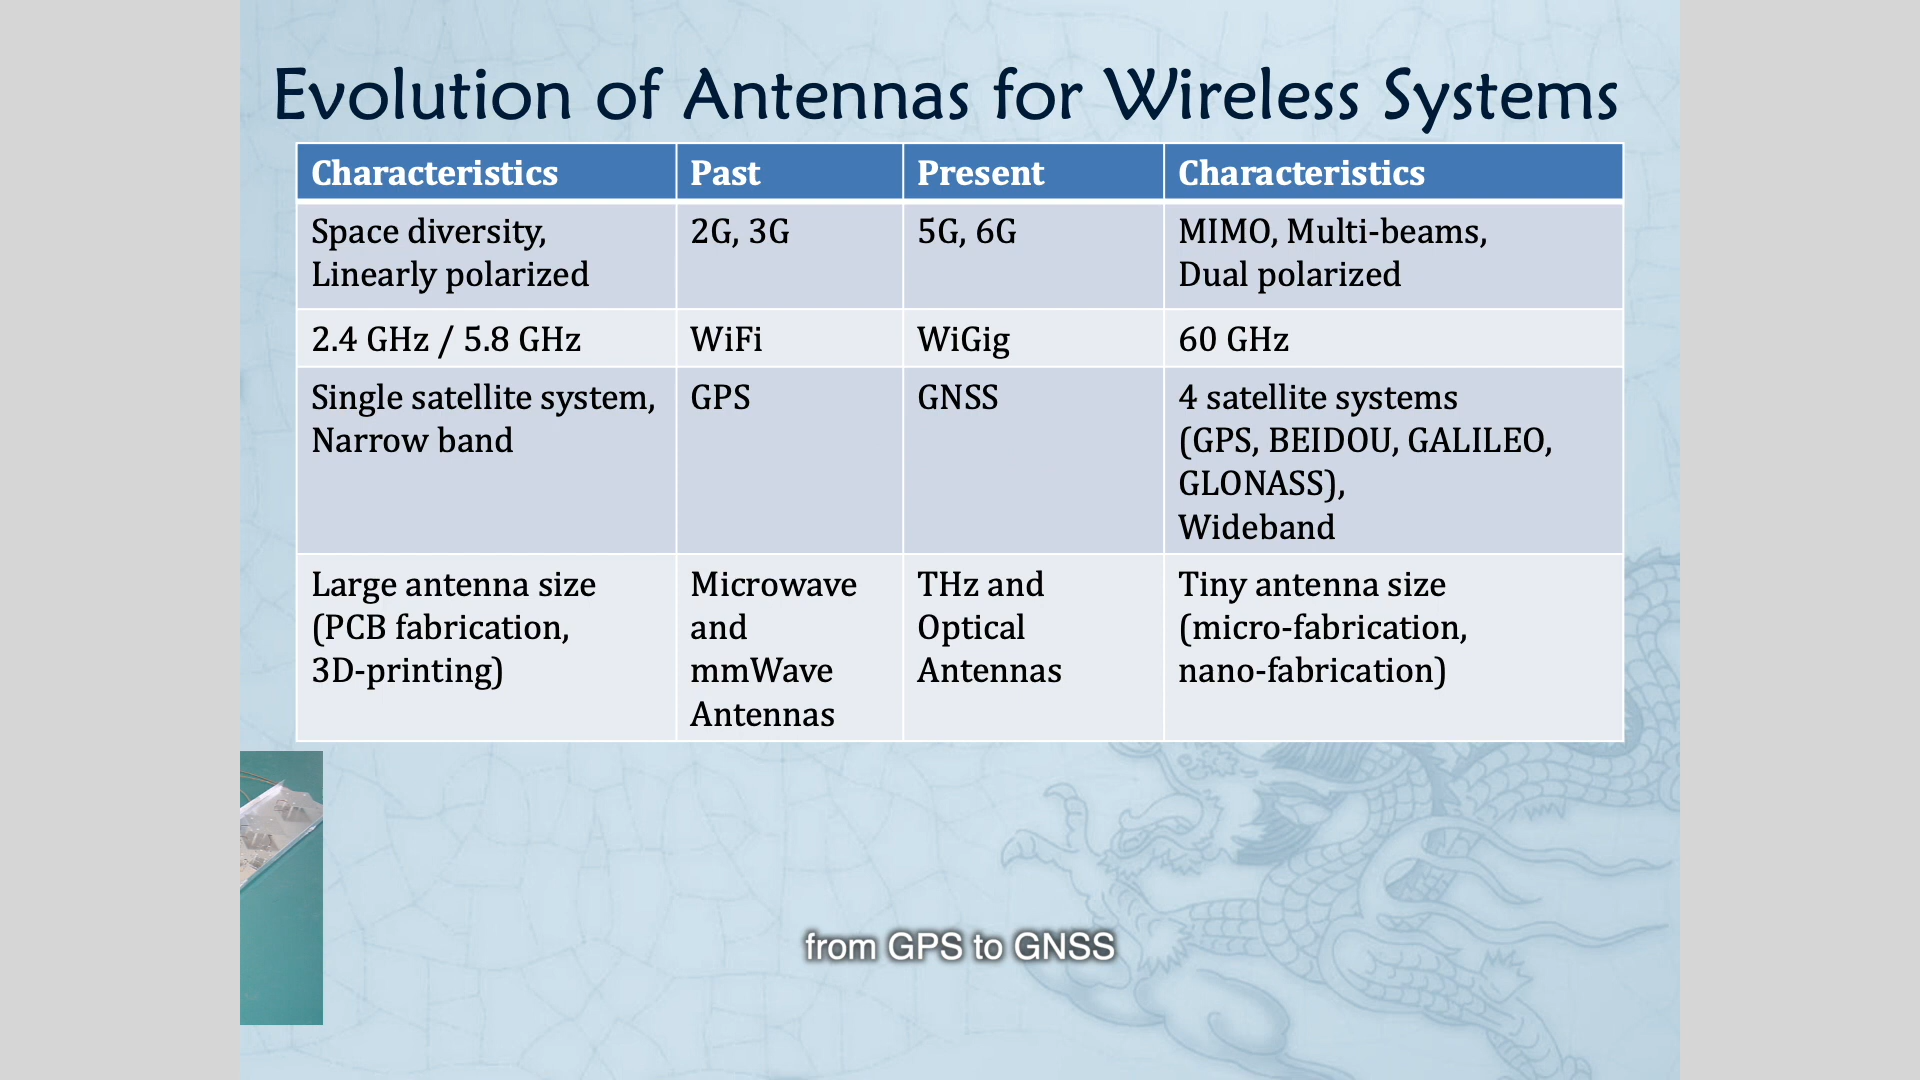 Evolution of Antennas for Wireless Systems
Characteristics
Past
Present
Characteristics
Space diversity,
Linearly polarized
2G, 3G
5G, 6G
MIMO, Multi-beams,
Dual polarized
2.4 GHz / 5.8 GHz
WiFi
WiGig
60 GHz
Single satellite system,
Narrow band
GPS
GNSS
4 satellite systems
(GPS, BEIDOU, GALILEO,
GLONASS),
Wideband
Large antenna size
(PCB fabrication,
3D-printing)
Microwave
and
mmWave
Antennas
THz and
Optical
Antennas
Tiny antenna size
(micro-fabrication,
nano-fabrication)
from GPS to GNSS